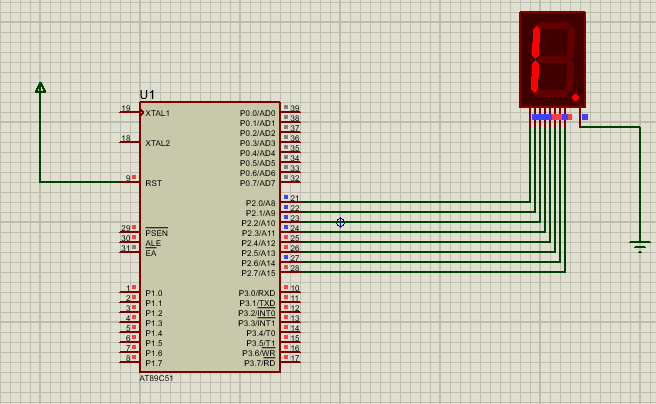 U1
19 XTAL1 P0.0/AD0 39
P0.1/AD1 38
P0.2/AD2 37
18 XTAL2 P0.3/AD3 36
P0.4/AD4 35
P0.5/AD5 34
P0.6/AD6 33
9 RST P0.7/AD7 32
P2.0/A8 21
P2.1/A9 22
P2.2/A10 23
29 PSEN P2.3/A11 24
30 ALE P2.4/A12 25
31 EA P2.5/A13 26
P2.6/A14 27
P2.7/A15 28
1 P1.0 P3.0/RXD 10
2 P1.1 P3.1/TXD 11
3 P1.2 P3.2/INT0 12
4 P1.3 P3.3/INT1 13
5 P1.4 P3.4/T0 14
6 P1.5 P3.5/T1 15
7 P1.6 P3.6/WR 16
8 P1.7 P3.7/RD 17
AT89C51